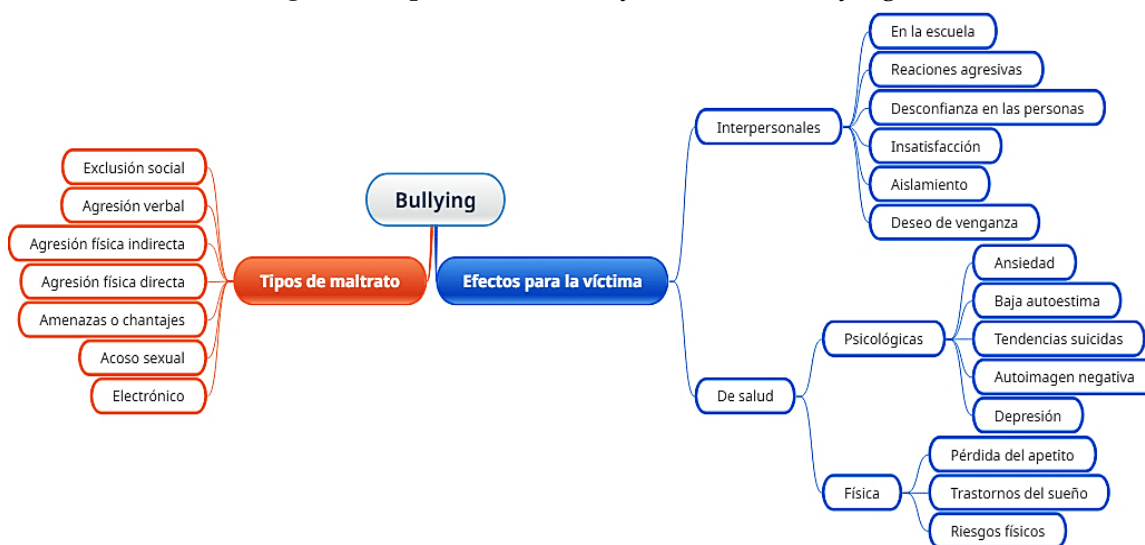 Bullying
Tipos de maltrato
Exclusión social
Agresión verbal
Agresión física indirecta
Agresión física directa
Amenazas o chantajes
Acoso sexual
Electrónico
Efectos para la víctima
Interpersonales
En la escuela
Reaciones agresivas
Desconfianza en las personas
Insatisfacción
Aislamiento
Deseo de venganza
De salud
Psicológicas
Ansiedad
Baja autoestima
Tendencias suicidas
Autoimagen negativa
Depresión
Física
Pérdida del apetito
Trastornos del sueño
Riesgos físicos